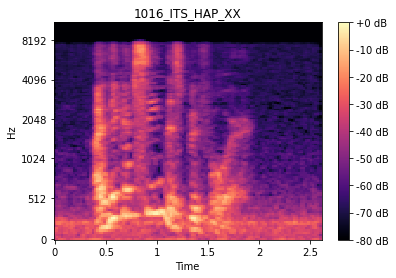 1016_ITS_HAP_XX
8192
4096
2048
1024
512
0
Hz
0
0.5
1
1.5
2
2.5
Time
+0 dB
-10 dB
-20 dB
-30 dB
-40 dB
-50 dB
-60 dB
-70 dB
-80 dB